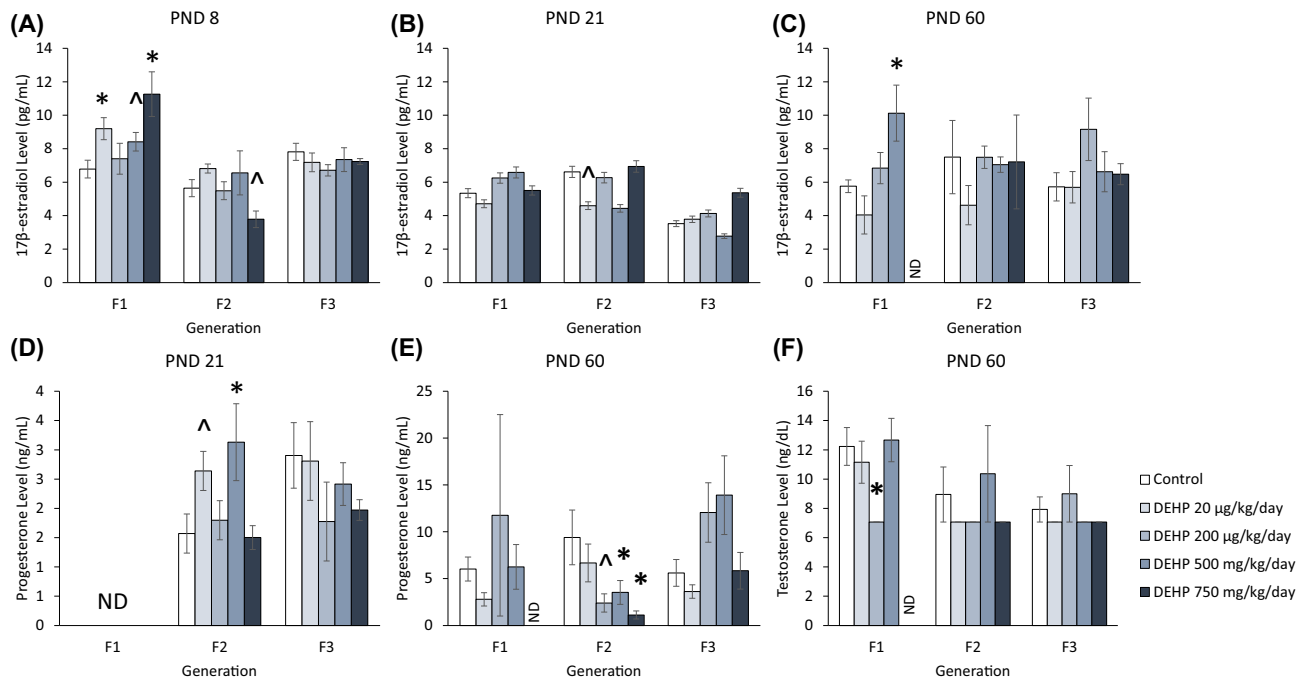 (A)
PND 8
17β-estradiol Level (pg/mL)
14
12
10
8
6
4
2
0
*
^
*
^
F1
F2
F3
Generation
(B)
PND 21
17β-estradiol Level (pg/mL)
14
12
10
8
6
4
2
0
^
F1
F2
F3
Generation
(C)
PND 60
17β-estradiol Level (pg/mL)
14
12
10
8
6
4
2
0
*
ND
F1
F2
F3
Generation
(D)
PND 21
Progesterone Level (ng/mL)
4
4
3
3
2
2
1
1
0
ND
^
*
F1
F2
F3
Generation
(E)
PND 60
Progesterone Level (ng/mL)
25
20
15
10
5
0
ND
^
*
*
F1
F2
F3
Generation
(F)
PND 60
Testosterone Level (ng/dL)
16
14
12
10
8
6
4
2
0
*
ND
F1
F2
F3
Generation
Control
DEHP 20 µg/kg/day
DEHP 200 µg/kg/day
DEHP 500 mg/kg/day
DEHP 750 mg/kg/day